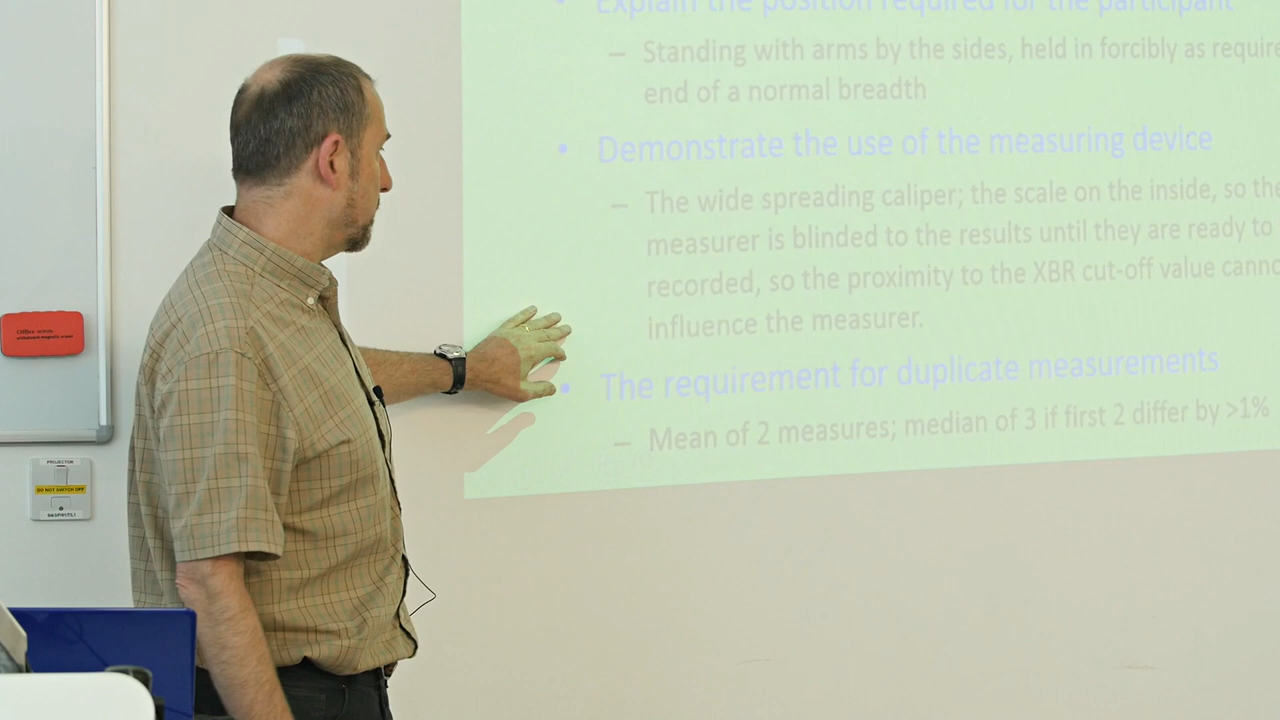 • Explain the position required for the participant
– Standing with arms by the sides, held in forcibly as require
end of a normal breadth
• Demonstrate the use of the measuring device
– The wide spreading caliper; the scale on the inside, so the
measurer is blinded to the results until they are ready to
recorded, so the proximity to the XBR cut-off value canno
influence the measurer.
• The requirement for duplicate measurements
– Mean of 2 measures; median of 3 if first 2 differ by >1%
PROJECTOR
DO NOT SWITCH OFF